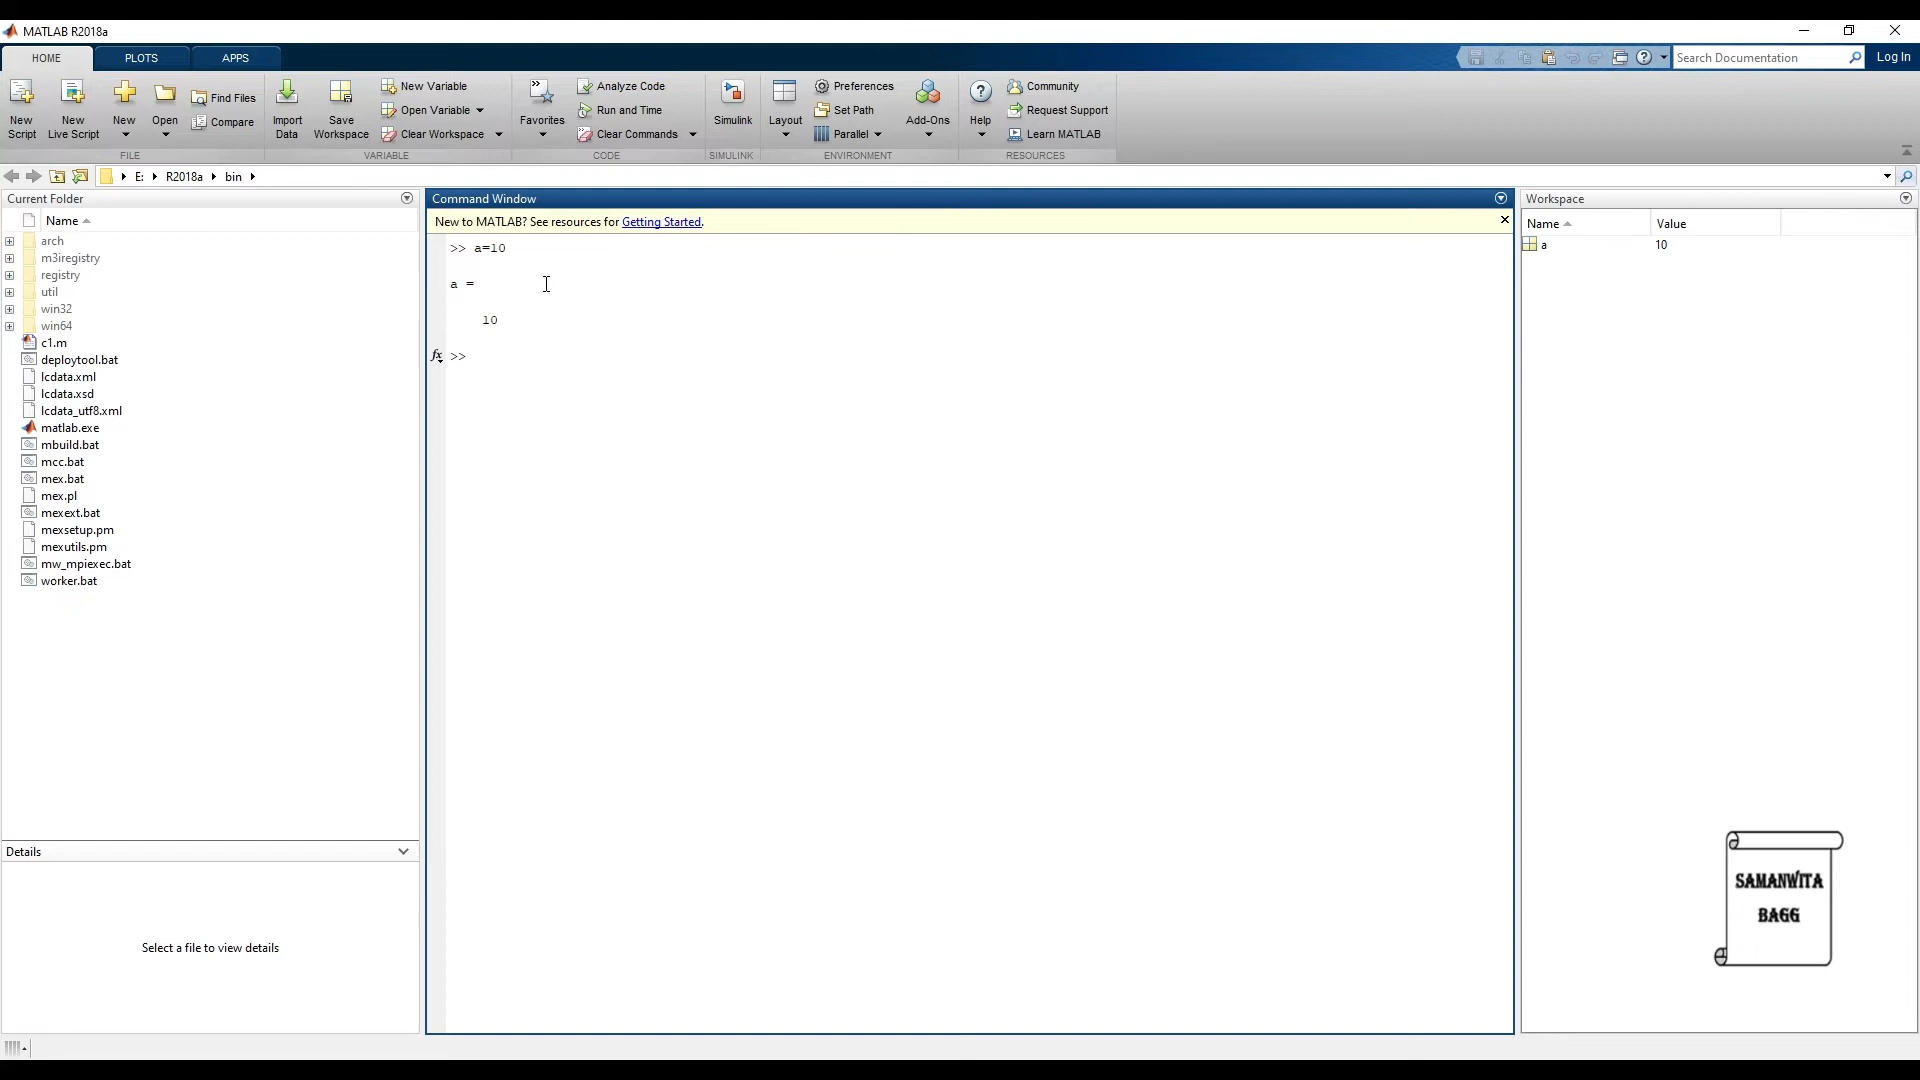 MATLAB R2018a
HOME PLOTS APPS
Search Documentation Log In
New Script
New Live Script
New
Open
Find Files
Compare
FILE
Import Data
Save Workspace
New Variable
Open Variable
Clear Workspace
VARIABLE
Favorites
Analyze Code
Run and Time
Clear Commands
CODE
Simulink
SIMULINK
Layout
Preferences
Set Path
Parallel
Add-Ons
ENVIRONMENT
Help
Community
Request Support
Learn MATLAB
RESOURCES
E: R2018a bin
Current Folder
Name
arch
m3iregistry
registry
util
win32
win64
c1.m
deploytool.bat
lcdata.xml
lcdata.xsd
lcdata_utf8.xml
matlab.exe
mbuild.bat
mcc.bat
mex.bat
mex.pl
mexext.bat
mexsetup.pm
mexutils.pm
mw_mpiexec.bat
worker.bat
Details
Select a file to view details
Command Window
New to MATLAB? See resources for Getting Started.
>> a=10
a =
10
fx >>
Workspace
Name Value
a 10
SAMANWITA
BAGG